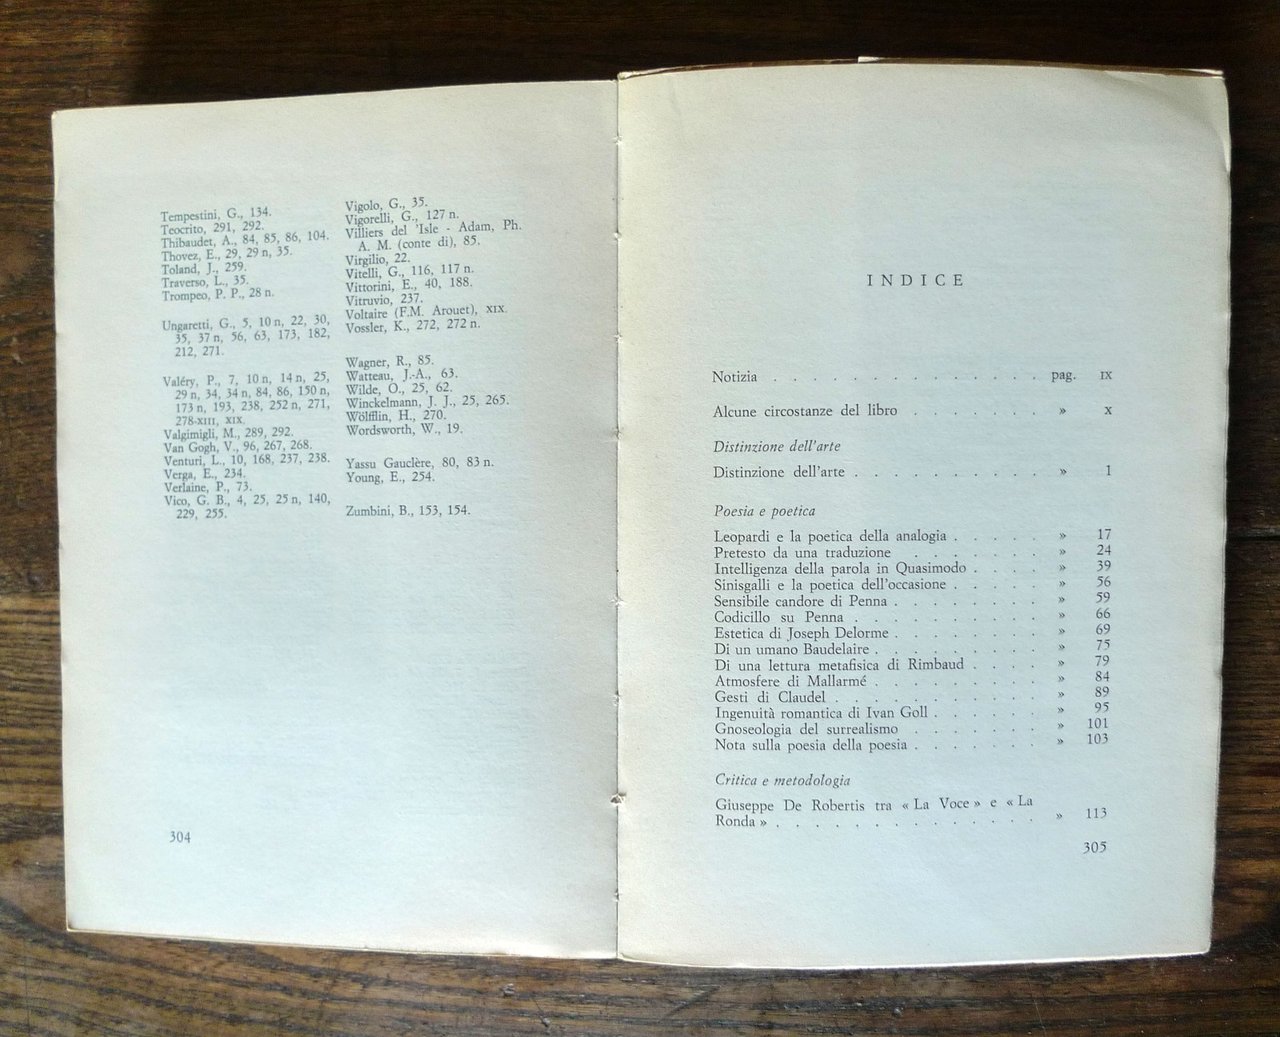 Tempestini, G., 134.
Teocrito, 291, 292.
Thibaudet, A., 84, 85, 86, 104.
Thovez, E., 29, 29 n, 35.
Toland, J., 259.
Traverso, L., 35.
Trompeo, P. P., 28 n.
Ungaretti, G., 5, 10 n, 22, 30,
35, 37 n, 56, 63, 173, 182,
212, 271.
Valéry, P., 7, 10 n, 14 n, 25,
29 n, 34, 34 n, 84, 86, 150 n,
173 n, 193, 238, 252 n, 271,
278-XIII, XIX.
Valgimigli, M., 289, 292.
Van Gogh, V., 96, 267, 268.
Venturi, L., 10, 168, 237, 238.
Verga, E., 234.
Verlaine, P., 73.
Vico, G. B., 4, 25, 25 n, 140,
229, 255.
Vigolo, G., 35.
Vigorelli, G., 127 n.
Villiers del 'Isle - Adam, Ph.
A. M. (conte di), 85.
Virgilio, 22.
Vitelli, G., 116, 117 n.
Vittorini, E., 40, 188.
Vitruvio, 237.
Voltaire (F.M. Arouet), XIX.
Vossler, K., 272, 272 n.
Wagner, R., 85.
Watteau, J.-A., 63.
Wilde, O., 25, 62.
Winckelmann, J. J., 25, 265.
Wölfflin, H., 270.
Wordsworth, W., 19.
Yassu Gauclère, 80, 83 n.
Young, E., 254.
Zumbini, B., 153, 154.
304
INDICE
Notizia . . . . . . . . . . . . . . pag. IX
Alcune circostanze del libro . . . . . . . » X
Distinzione dell'arte
Distinzione dell'arte . . . . . . . . . . . » 1
Poesia e poetica
Leopardi e la poetica della analogia . . . . . » 17
Pretesto da una traduzione . . . . . . . » 24
Intelligenza della parola in Quasimodo . . . . » 39
Sinisgalli e la poetica dell'occasione . . . . . » 56
Sensibile candore di Penna . . . . . . . . » 59
Codicillo su Penna . . . . . . . . . . » 66
Estetica di Joseph Delorme . . . . . . . . » 69
Di un umano Baudelaire . . . . . . . . . » 75
Di una lettura metafisica di Rimbaud . . . . » 79
Atmosfere di Mallarmé . . . . . . . . . » 84
Gesti di Claudel . . . . . . . . . . . » 89
Ingenuità romantica di Ivan Goll . . . . . . » 95
Gnoseologia del surrealismo . . . . . . . » 101
Nota sulla poesia della poesia . . . . . . . » 103
Critica e metodologia
Giuseppe De Robertis tra « La Voce » e « La
Ronda » . . . . . . . . . . . . . . » 113
305